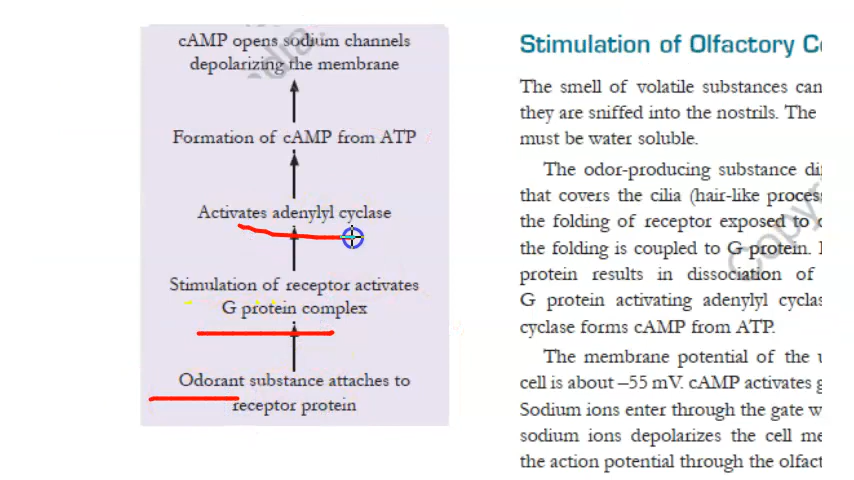 cAMP opens sodium channels
depolarizing the membrane
Formation of cAMP from ATP
Activates adenylyl cyclase
Stimulation of receptor activates
G protein complex
Odorant substance attaches to
receptor protein
Stimulation of Olfactory
The smell of volatile substances can
they are sniffed into the nostrils. The
must be water soluble.
The odor-producing substance
that covers the cilia (hair-like
the folding of receptor exposed to
the folding is coupled to G protein.
protein results in dissociation of
G protein activating adenylyl
cyclase forms cAMP from ATP.
The membrane potential of the
cell is about –55 mV. cAMP activates
Sodium ions enter through the gate
sodium ions depolarizes the cell
the action potential through the